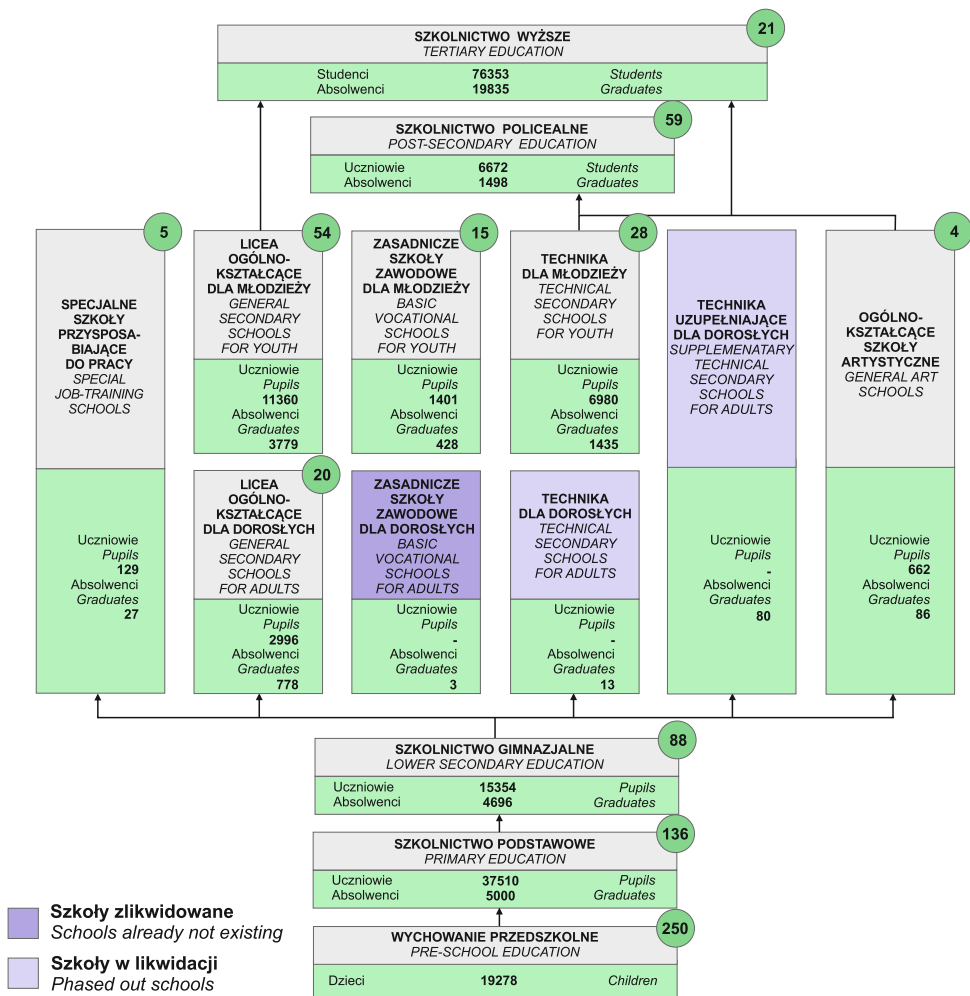 21
SZKOLNICTWO WYŻSZE
TERTIARY EDUCATION
Studenci 76353 Students
Absolwenci 19835 Graduates
59
SZKOLNICTWO POLICEALNE
POST-SECONDARY EDUCATION
Uczniowie 6672 Students
Absolwenci 1498 Graduates
5
SPECJALNE
SZKOŁY
PRZYSPOSA-
BIAJĄCE
DO PRACY
SPECIAL
JOB-TRAINING
SCHOOLS
Uczniowie
Pupils
129
Absolwenci
Graduates
27
54
LICEA
OGÓLNO-
KSZTAŁCĄCE
DLA MŁODZIEŻY
GENERAL
SECONDARY
SCHOOLS
FOR YOUTH
Uczniowie
Pupils
11360
Absolwenci
Graduates
3779
15
ZASADNICZE
SZKOŁY
ZAWODOWE
DLA MŁODZIEŻY
BASIC
VOCATIONAL
SCHOOLS
FOR YOUTH
Uczniowie
Pupils
1401
Absolwenci
Graduates
428
28
TECHNIKA
DLA MŁODZIEŻY
TECHNICAL
SECONDARY
SCHOOLS
FOR YOUTH
Uczniowie
Pupils
6980
Absolwenci
Graduates
1435
TECHNIKA
UZUPEŁNIAJĄCE
DLA DOROSŁYCH
SUPPLEMENATARY
TECHNICAL
SECONDARY
SCHOOLS
FOR ADULTS
Uczniowie
Pupils
-
Absolwenci
Graduates
80
4
OGÓLNO-
KSZTAŁCĄCE
SZKOŁY
ARTYSTYCZNE
GENERAL ART
SCHOOLS
Uczniowie
Pupils
662
Absolwenci
Graduates
86
20
LICEA
OGÓLNO-
KSZTAŁCĄCE
DLA DOROSŁYCH
GENERAL
SECONDARY
SCHOOLS
FOR ADULTS
Uczniowie
Pupils
2996
Absolwenci
Graduates
778
ZASADNICZE
SZKOŁY
ZAWODOWE
DLA DOROSŁYCH
BASIC
VOCATIONAL
SCHOOLS
FOR ADULTS
Uczniowie
Pupils
-
Absolwenci
Graduates
3
TECHNIKA
DLA DOROSŁYCH
TECHNICAL
SECONDARY
SCHOOLS
FOR ADULTS
Uczniowie
Pupils
-
Absolwenci
Graduates
13
88
SZKOLNICTWO GIMNAZJALNE
LOWER SECONDARY EDUCATION
Uczniowie 15354 Pupils
Absolwenci 4696 Graduates
136
SZKOLNICTWO PODSTAWOWE
PRIMARY EDUCATION
Uczniowie 37510 Pupils
Absolwenci 5000 Graduates
250
WYCHOWANIE PRZEDSZKOLNE
PRE-SCHOOL EDUCATION
Dzieci 19278 Children
Szkoły zlikwidowane
Schools already not existing
Szkoły w likwidacji
Phased out schools